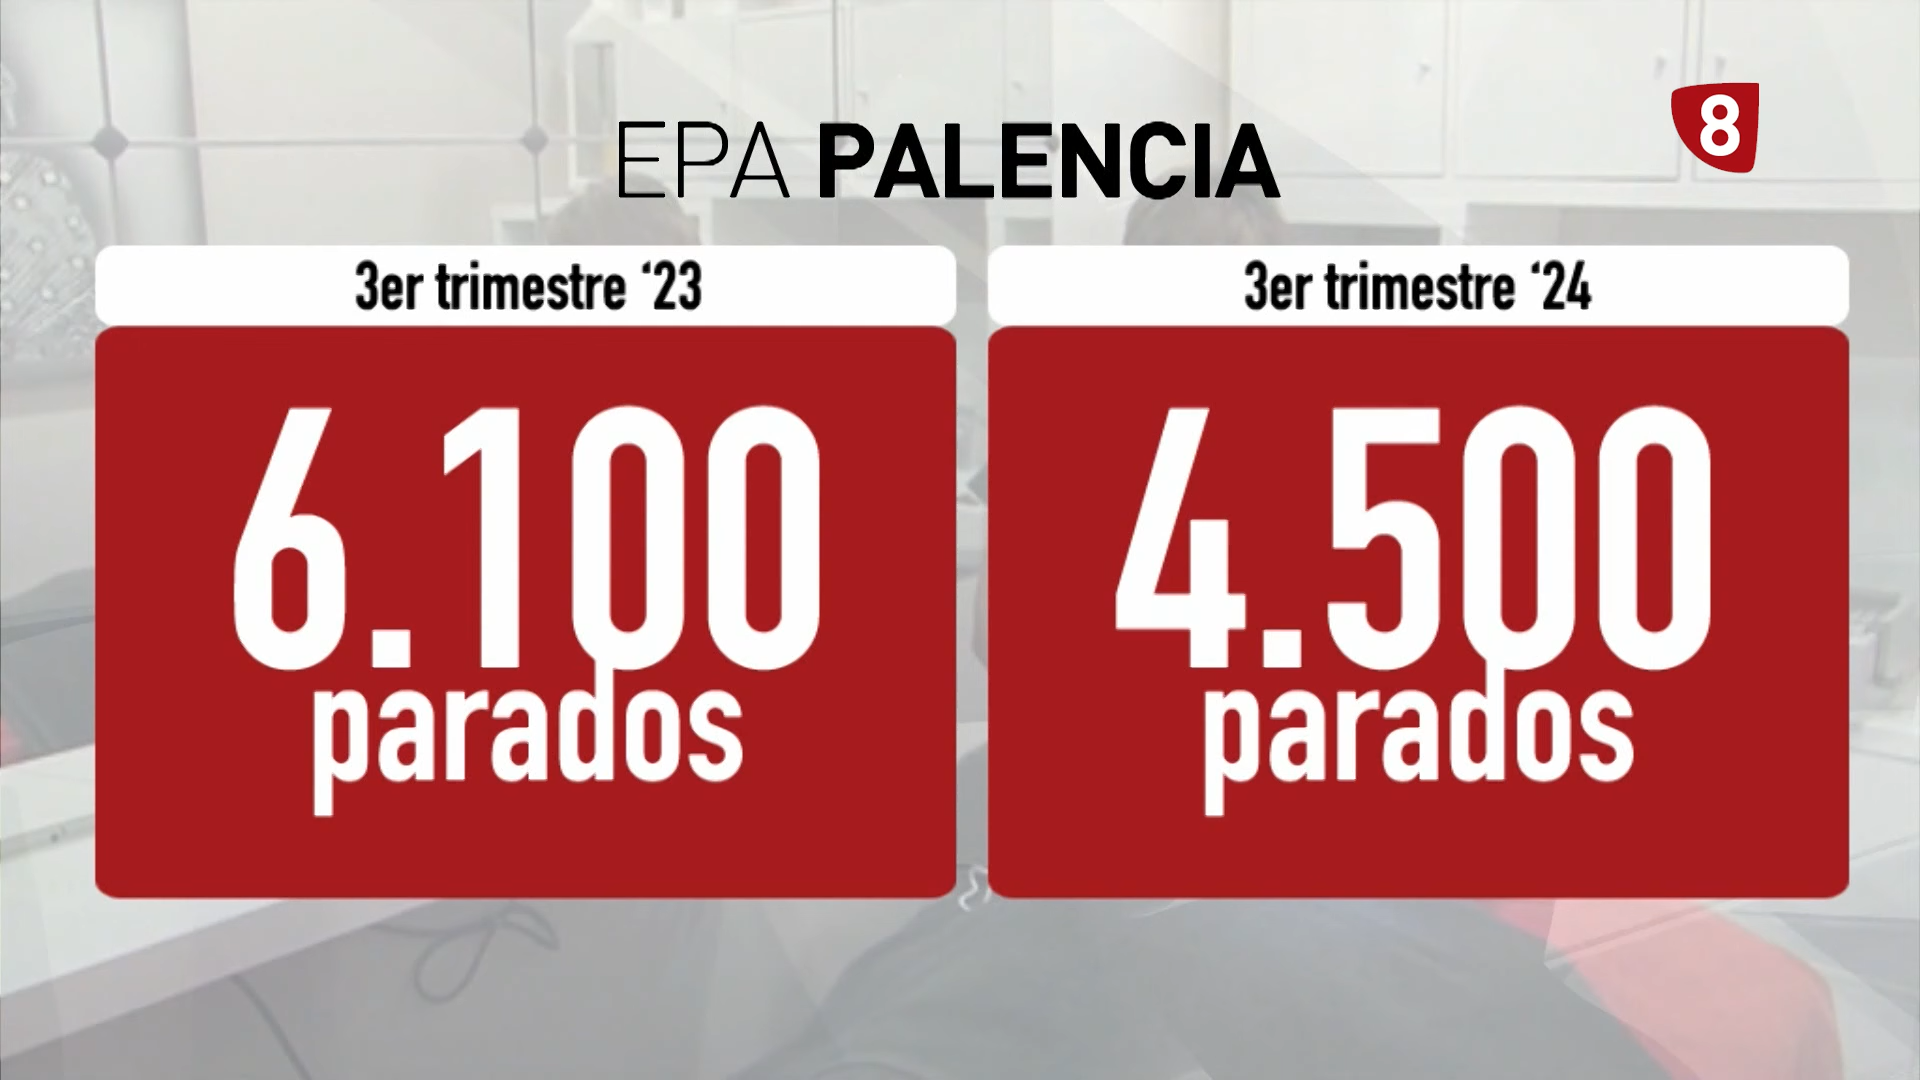 EPA PALENCIA
8
3er trimestre ‘23
6.100
parados
3er trimestre ‘24
4.500
parados